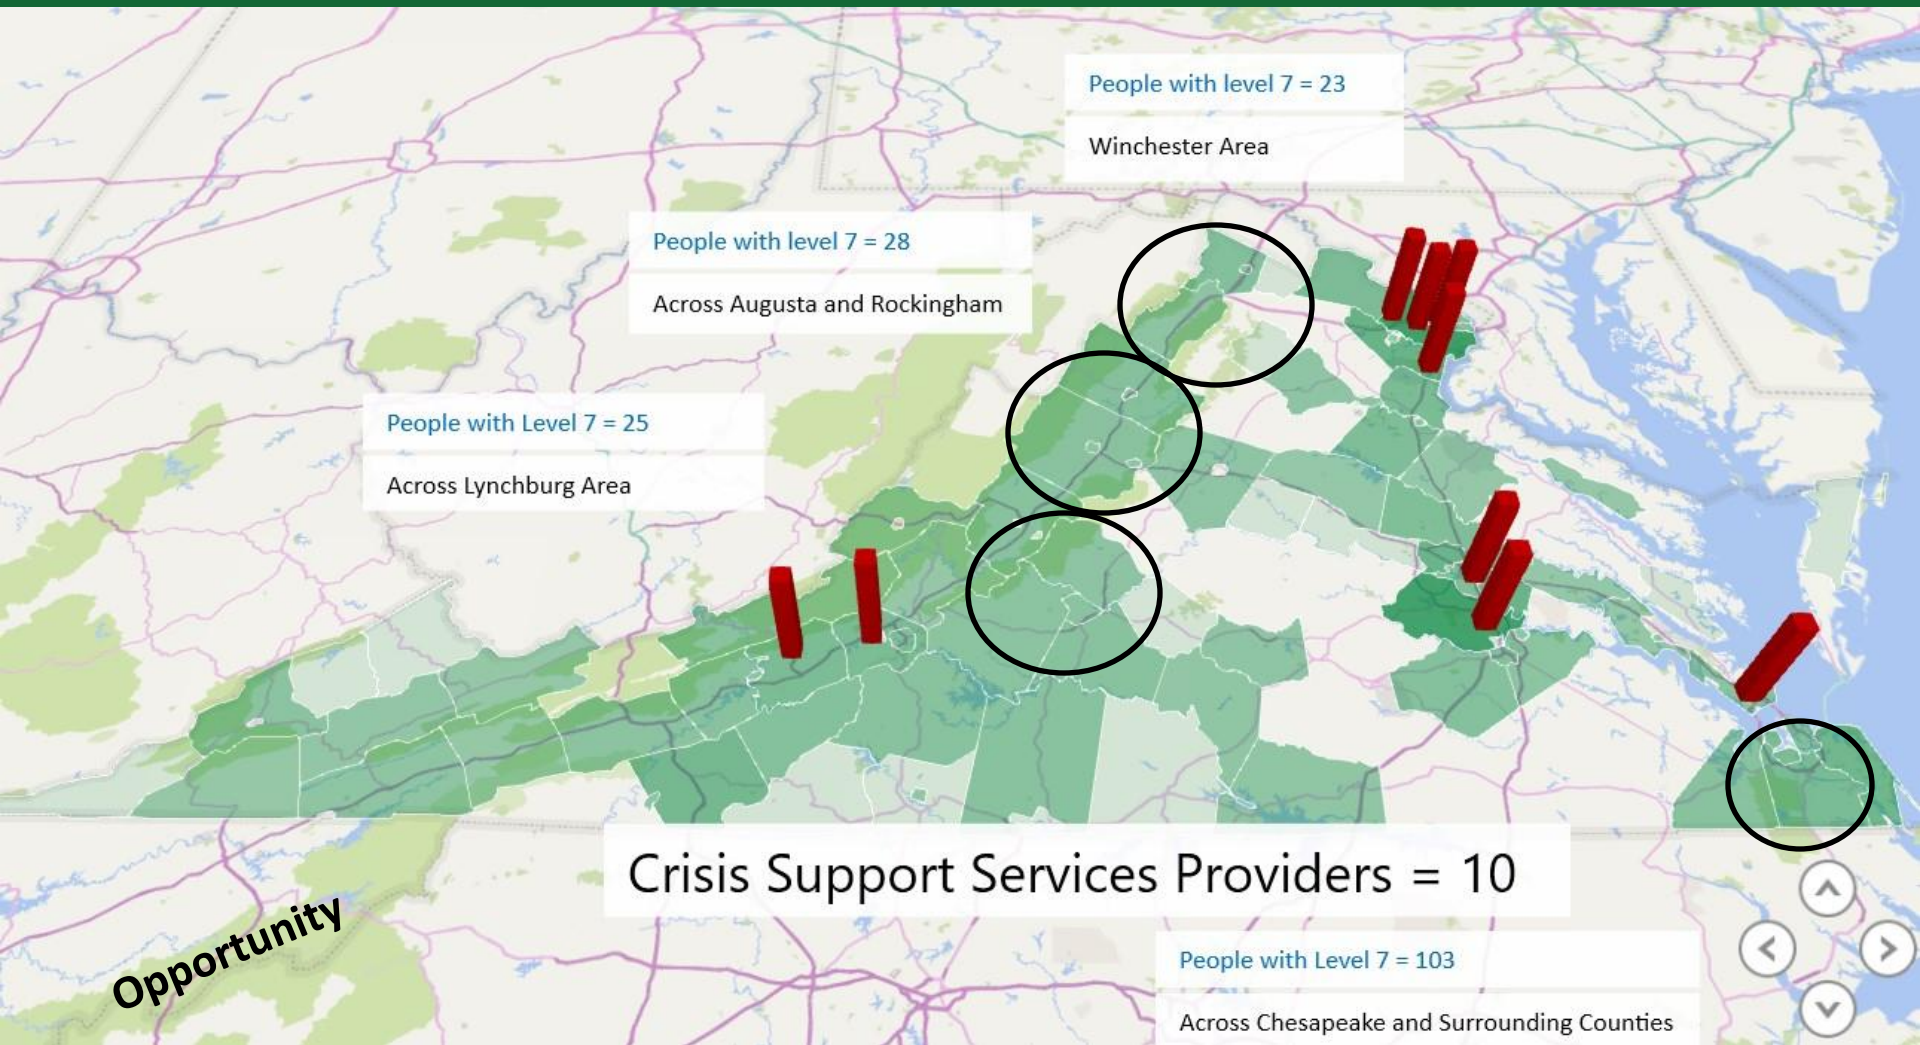 People with level 7 = 23
Winchester Area
People with level 7 = 28
Across Augusta and Rockingham
People with Level 7 = 25
Across Lynchburg Area
Crisis Support Services Providers = 10
Opportunity
People with Level 7 = 103
Across Chesapeake and Surrounding Counties